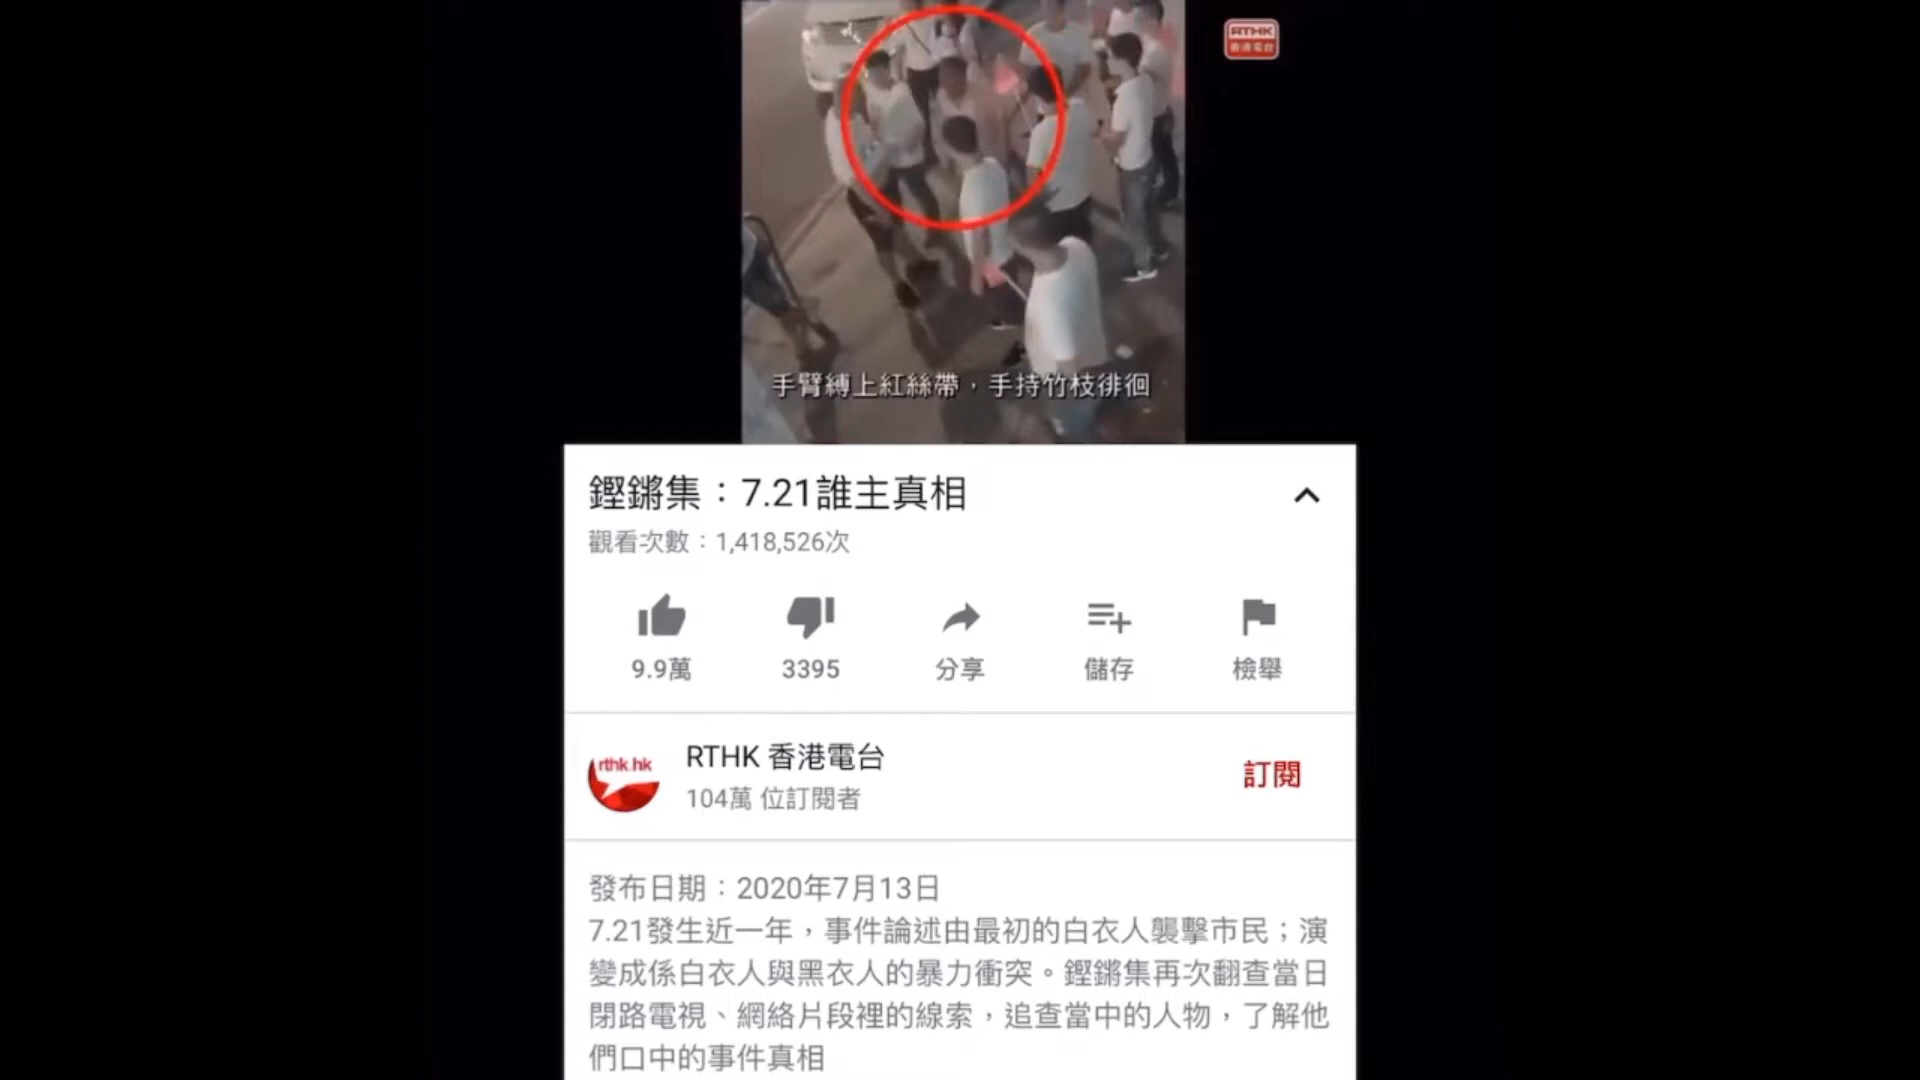 RTHK
香港電台
手臂縛上紅絲帶,手持竹枝徘徊
鏗鏘集:7.21誰主真相
觀看次數:1,418,526次
9.9萬
3395
分享
儲存
檢舉
rthk.hk
RTHK 香港電台
104萬 位訂閱者
訂閱
發布日期:2020年7月13日
7.21發生近一年,事件論述由最初的白衣人襲擊市民;演
變成係白衣人與黑衣人的暴力衝突。鏗鏘集再次翻查當日
閉路電視、網絡片段裡的線索,追查當中的人物,了解他
們口中的事件真相